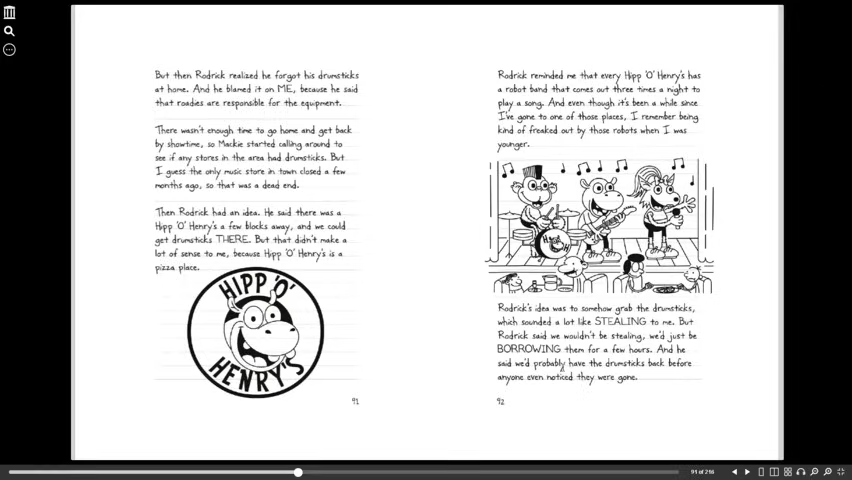 But then Rodrick realized he forgot his drumsticks
at home. And he blamed it on ME, because he said
that roadies are responsible for the equipment.
There wasn't enough time to go home and get back
by showtime, so Mackie started calling around to
see if any stores in the area had drumsticks. But
I guess the only music store in town closed a few
months ago, so that was a dead end.
Then Rodrick had an idea. He said there was a
Hipp 'O' Henry's a few blocks away, and we could
get drumsticks THERE. But that didn't make a
lot of sense to me, because Hipp 'O' Henry's is a
pizza place.
HIPP 'O'
HENRY'S
91
Rodrick reminded me that every Hipp 'O' Henry's has
a robot band that comes out three times a night to
play a song. And even though it's been a while since
I've gone to one of those places, I remember being
kind of freaked out by those robots when I was
younger.
Rodrick's idea was to somehow grab the drumsticks,
which sounded a lot like STEALING to me. But
Rodrick said we wouldn't be stealing, we'd just be
BORROWING them for a few hours. And he
said we'd probably have the drumsticks back before
anyone even noticed they were gone.
92
91 of 216